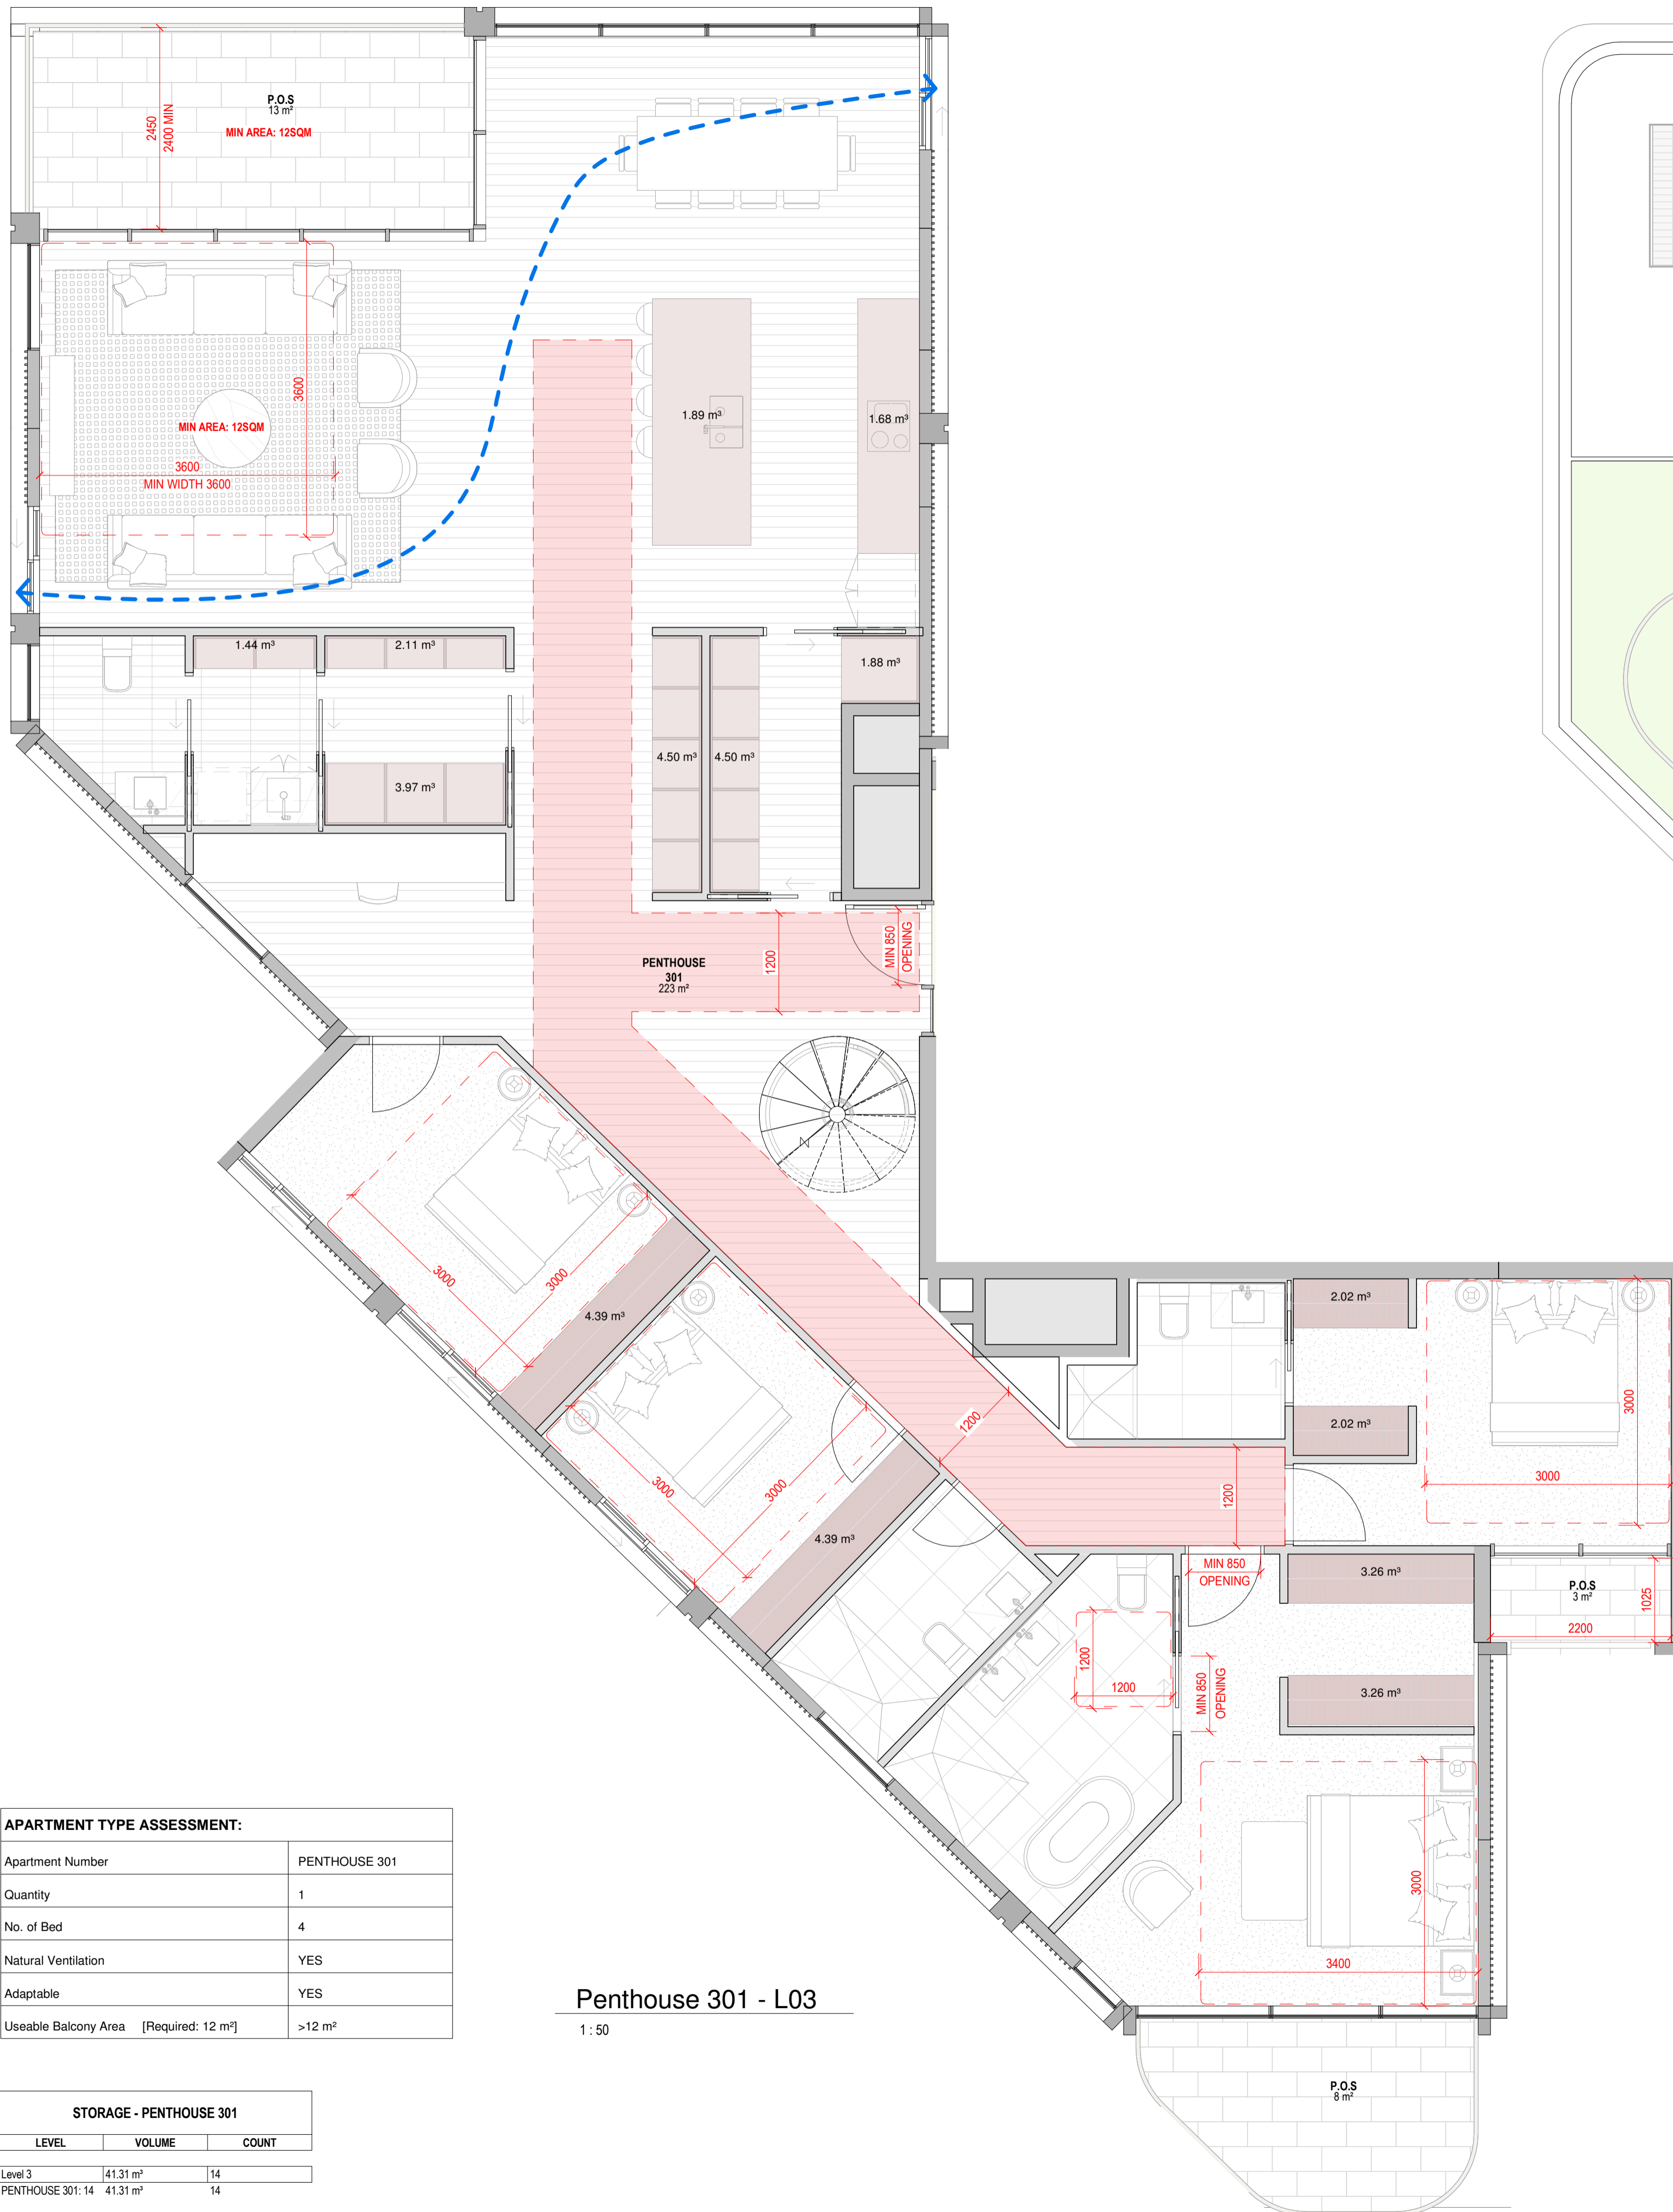 P.O.S
13 m²
MIN AREA: 12SQM
2450
2400 MIN
3600
MIN AREA: 12SQM
3600
MIN WIDTH 3600
1.89 m³
1.68 m³
1.44 m³
2.11 m³
1.88 m³
3.97 m³
4.50 m³
4.50 m³
PENTHOUSE
301
223 m²
1200
MIN 850
OPENING
3000
3000
4.39 m³
3000
3000
4.39 m³
1200
1200
2.02 m³
2.02 m³
3000
3000
MIN 850
OPENING
3.26 m³
P.O.S
3 m²
1025
2200
1200
1200
MIN 850
OPENING
3.26 m³
3000
3400
P.O.S
8 m²
APARTMENT TYPE ASSESSMENT:
Apartment Number PENTHOUSE 301
Quantity 1
No. of Bed 4
Natural Ventilation YES
Adaptable YES
Useable Balcony Area [Required: 12 m²] >12 m²
Penthouse 301 - L03
1 : 50
STORAGE - PENTHOUSE 301
LEVEL VOLUME COUNT
Level 3 41.31 m³ 14
PENTHOUSE 301: 14 41.31 m³ 14